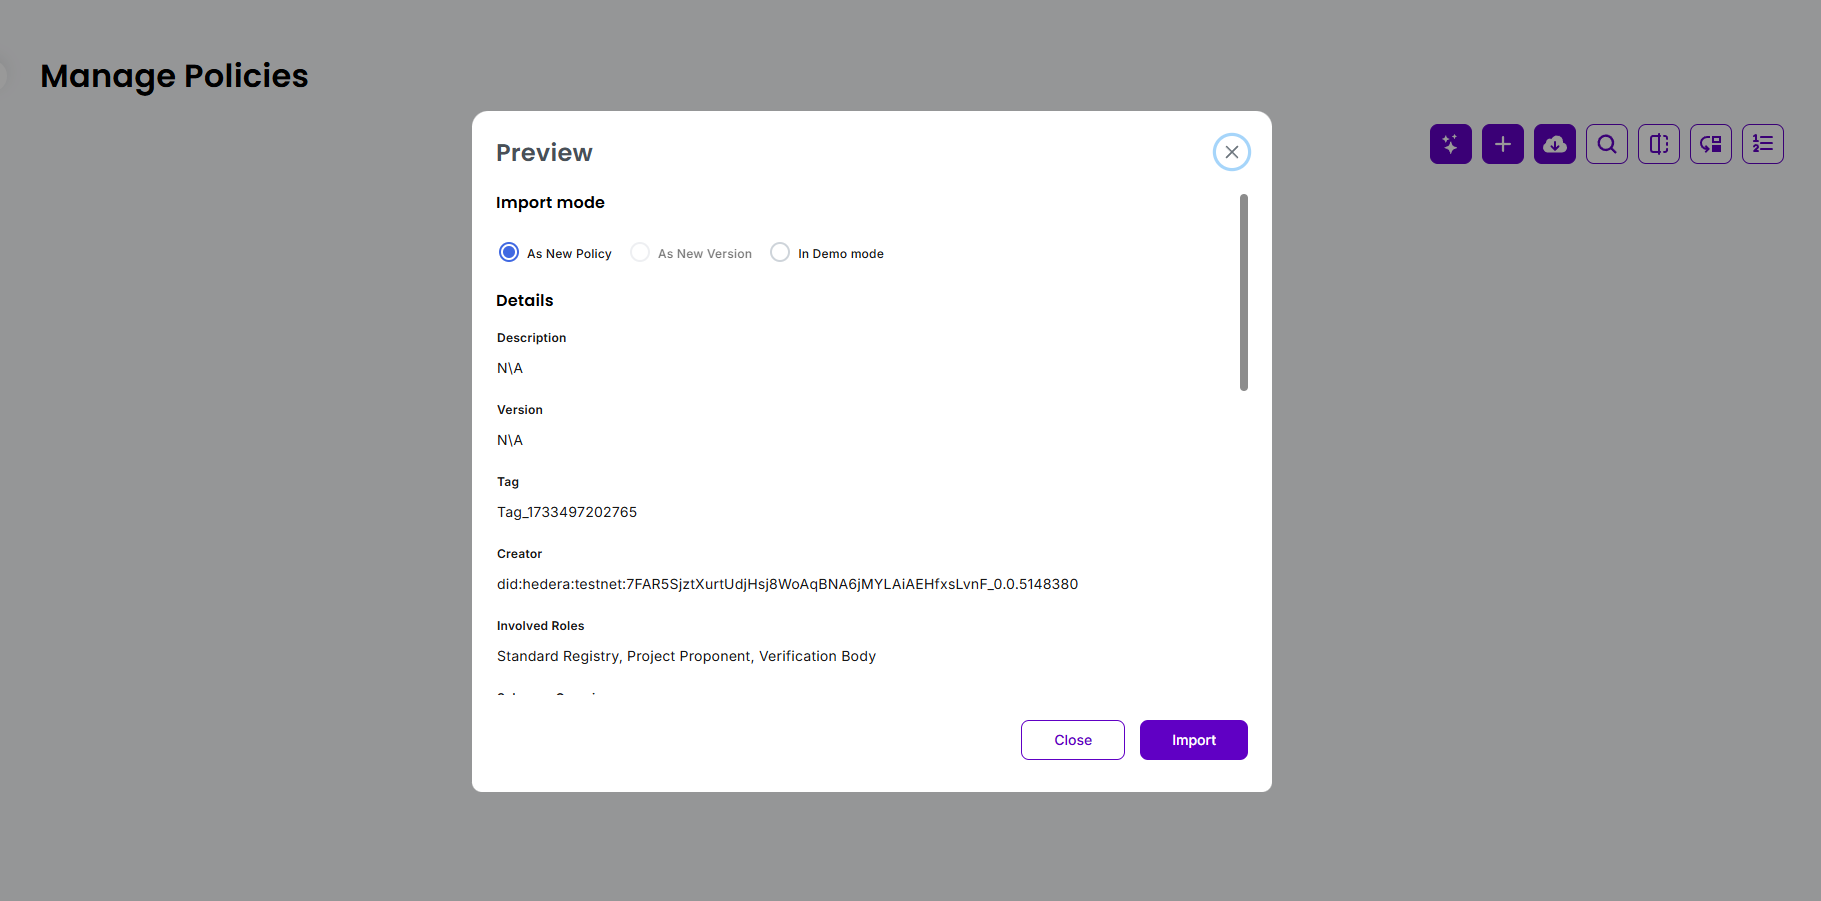 Manage Policies
Preview
Import mode
As New Policy As New Version In Demo mode
Details
Description
N\A
Version
N\A
Tag
Tag_1733497202765
Creator
did:hedera:testnet:7FAR5SjztXurtUdjHsj8WoAqBNA6jMYLAiAEHfxsLvnF_0.0.5148380
Involved Roles
Standard Registry, Project Proponent, Verification Body
Close Import